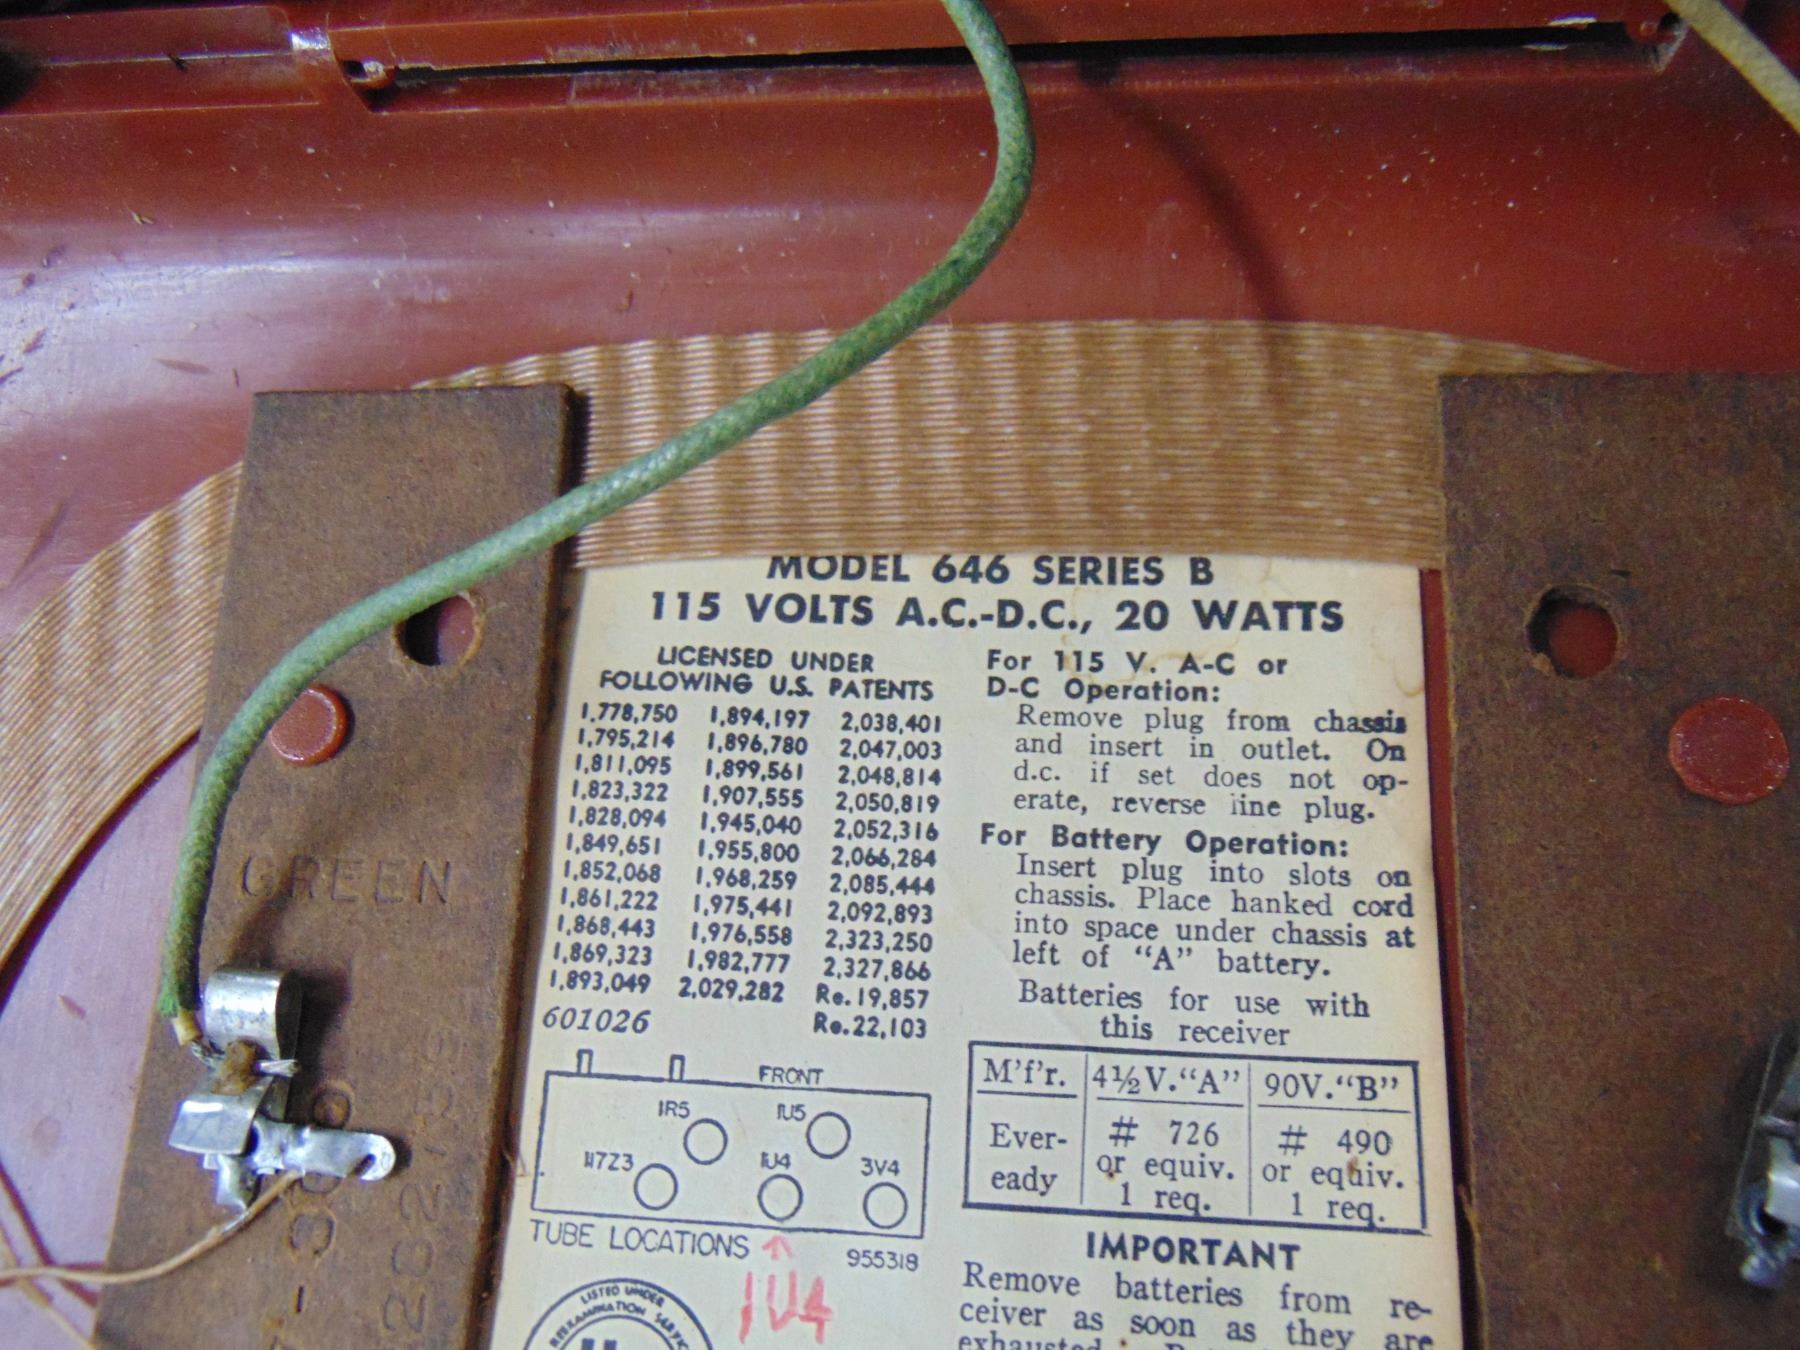 MODEL 646 SERIES B
115 VOLTS A.C.-D.C., 20 WATTS
LICENSED UNDER
FOLLOWING U.S. PATENTS
1,778,750 1,894,197 2,038,401
1,795,214 1,896,780 2,047,003
1,811,095 1,899,561 2,048,814
1,823,322 1,907,555 2,050,819
1,828,094 1,945,040 2,052,316
1,849,651 1,955,800 2,066,284
1,852,068 1,968,259 2,085,444
1,861,222 1,975,441 2,092,893
1,868,443 1,976,558 2,323,250
1,869,323 1,982,777 2,327,866
1,893,049 2,029,282 Re.19,857
601026 Re.22,103
FRONT
1R5 1U5
117Z3 1U4 3V4
TUBE LOCATIONS
955318
1U4
LISTED UNDER
REEXAMINATION SERVICE
For 115 V. A-C or
D-C Operation:
Remove plug from chassis
and insert in outlet. On
d.c. if set does not op-
erate, reverse line plug.
For Battery Operation:
Insert plug into slots on
chassis. Place hanked cord
into space under chassis at
left of "A" battery.
Batteries for use with
this receiver
M'f'r. 4½V."A" 90V."B"
Ever- # 726 # 490
ready or equiv. or equiv.
1 req. 1 req.
IMPORTANT
Remove batteries from re-
ceiver as soon as they are
exhausted.
GREEN